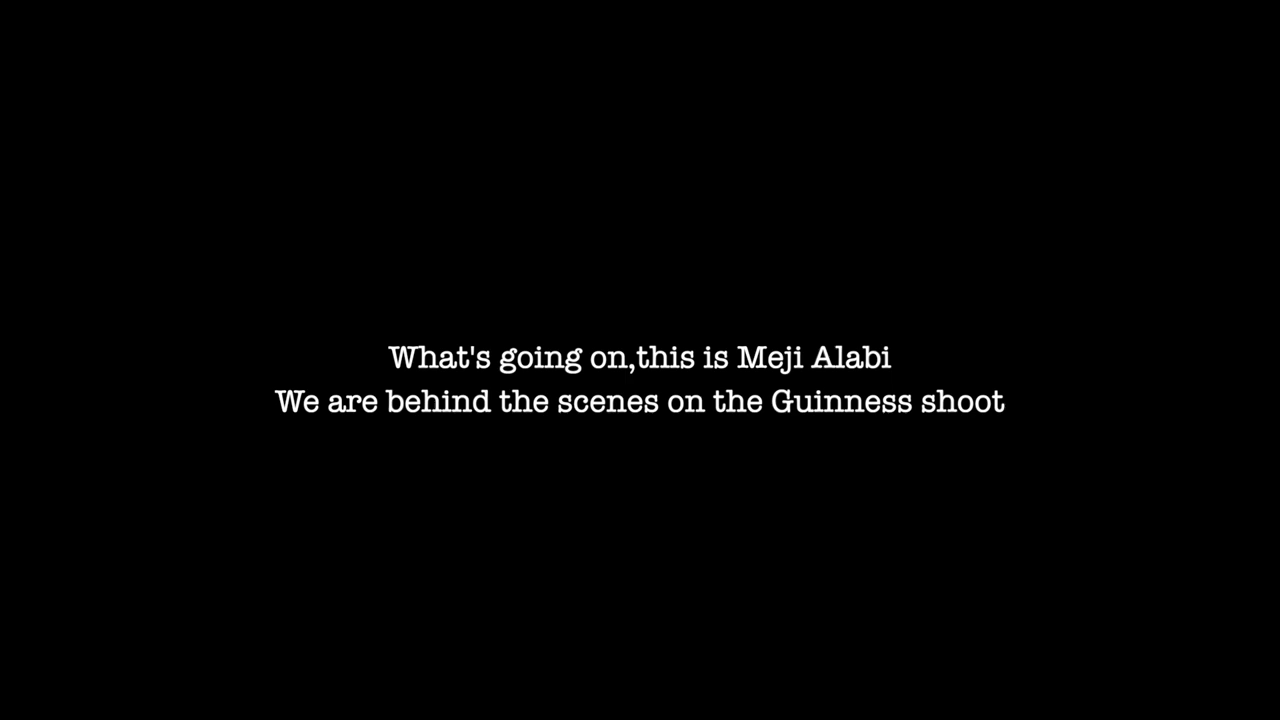 What's going on,this is Meji Alabi
We are behind the scenes on the Guinness shoot